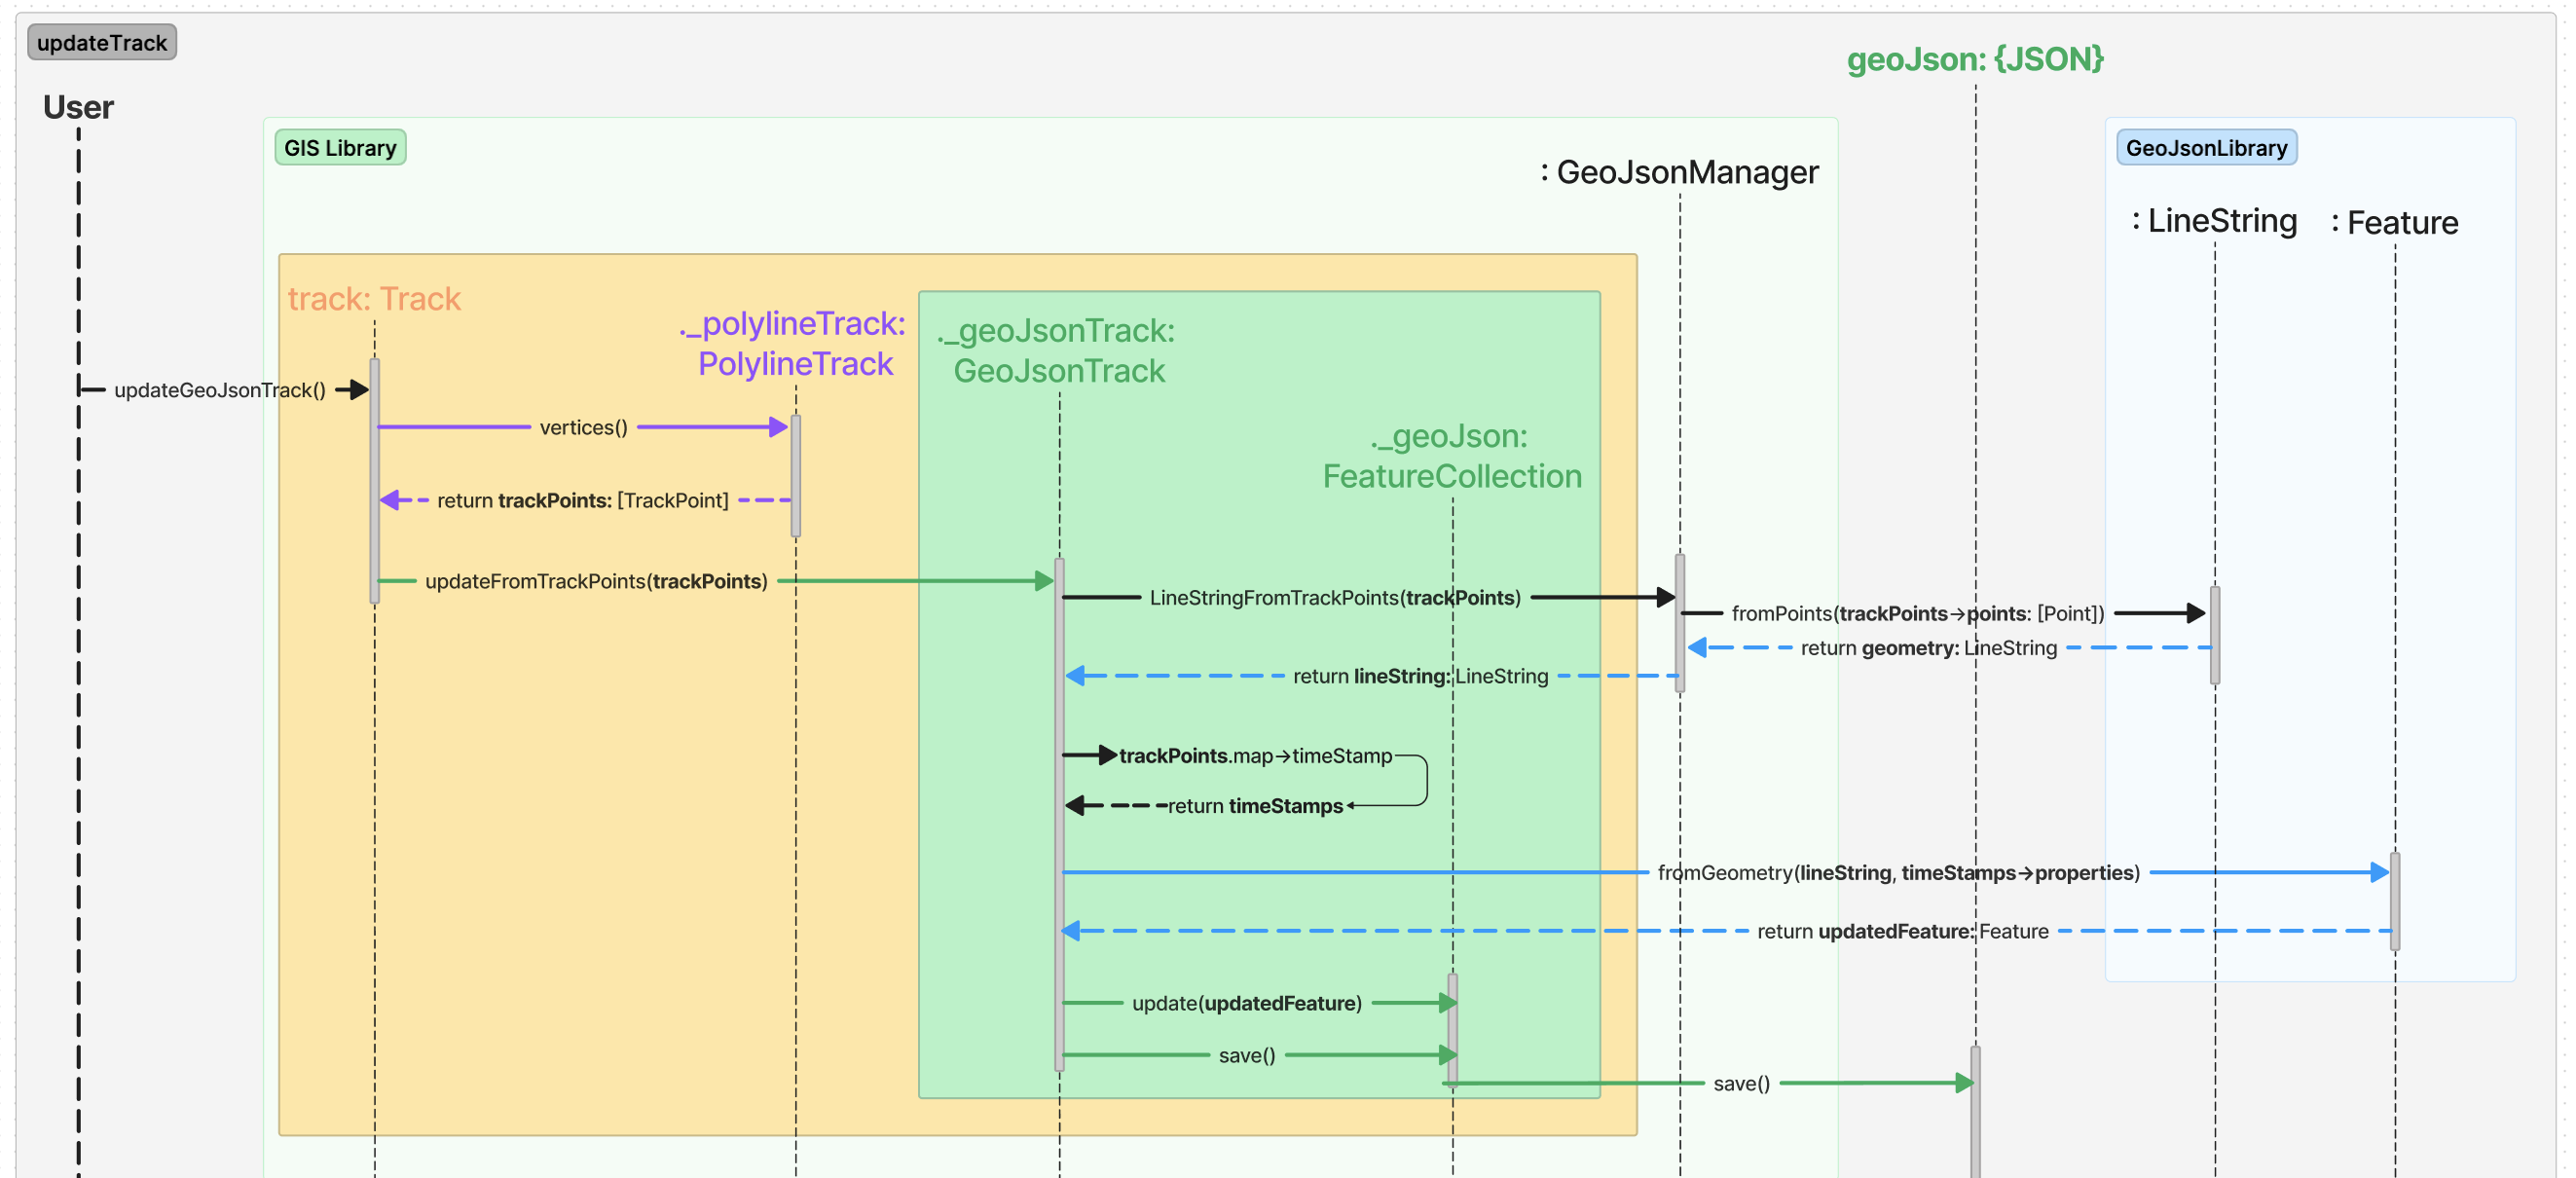 updateTrack
geoJson: {JSON}
User
GIS Library
GeoJsonLibrary
: GeoJsonManager
: LineString
: Feature
track: Track
._polylineTrack:
PolylineTrack
._geoJsonTrack:
GeoJsonTrack
._geoJson:
FeatureCollection
updateGeoJsonTrack()
vertices()
return trackPoints: [TrackPoint]
updateFromTrackPoints(trackPoints)
LineStringFromTrackPoints(trackPoints)
fromPoints(trackPoints→points: [Point])
return geometry: LineString
return lineString: LineString
trackPoints.map→timeStamp
return timeStamps
fromGeometry(lineString, timeStamps→properties)
return updatedFeature: Feature
update(updatedFeature)
save()
save()